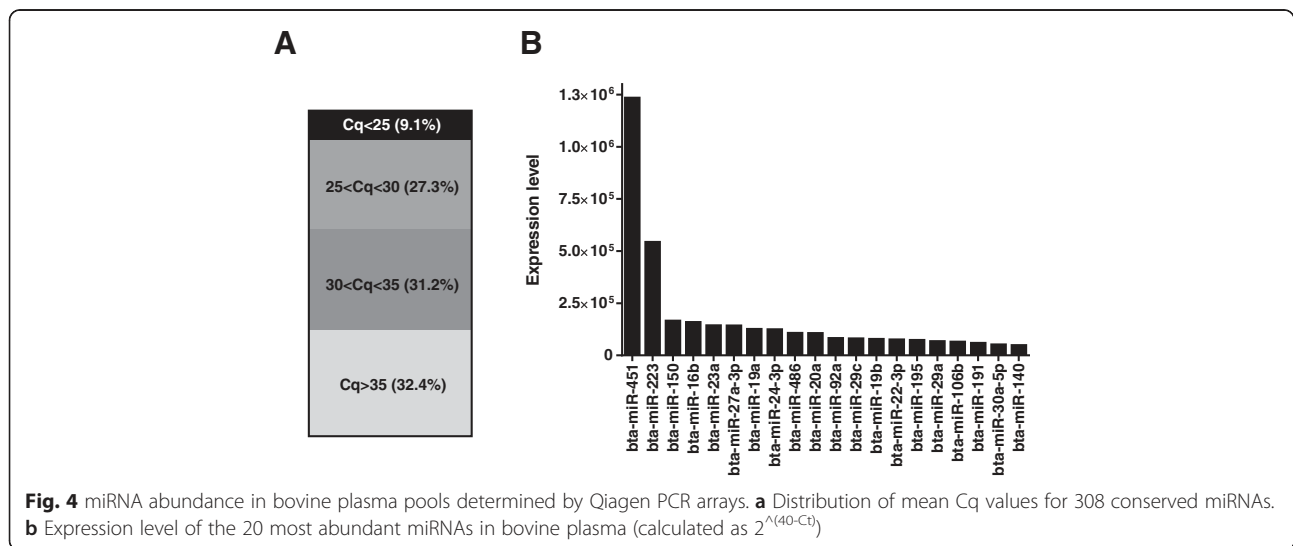 A
B
Cq<25 (9.1%)
25<Cq<30 (27.3%)
30<Cq<35 (31.2%)
Cq>35 (32.4%)
Expression level
1.3×10⁶
1.0×10⁶
7.5×10⁵
5.0×10⁵
2.5×10⁵
0
bta-miR-451
bta-miR-223
bta-miR-150
bta-miR-16b
bta-miR-23a
bta-miR-27a-3p
bta-miR-19a
bta-miR-24-3p
bta-miR-486
bta-miR-20a
bta-miR-92a
bta-miR-29c
bta-miR-19b
bta-miR-22-3p
bta-miR-195
bta-miR-29a
bta-miR-106b
bta-miR-191
bta-miR-30a-5p
bta-miR-140
Fig. 4 miRNA abundance in bovine plasma pools determined by Qiagen PCR arrays. a Distribution of mean Cq values for 308 conserved miRNAs.
b Expression level of the 20 most abundant miRNAs in bovine plasma (calculated as 2^(40-Ct))